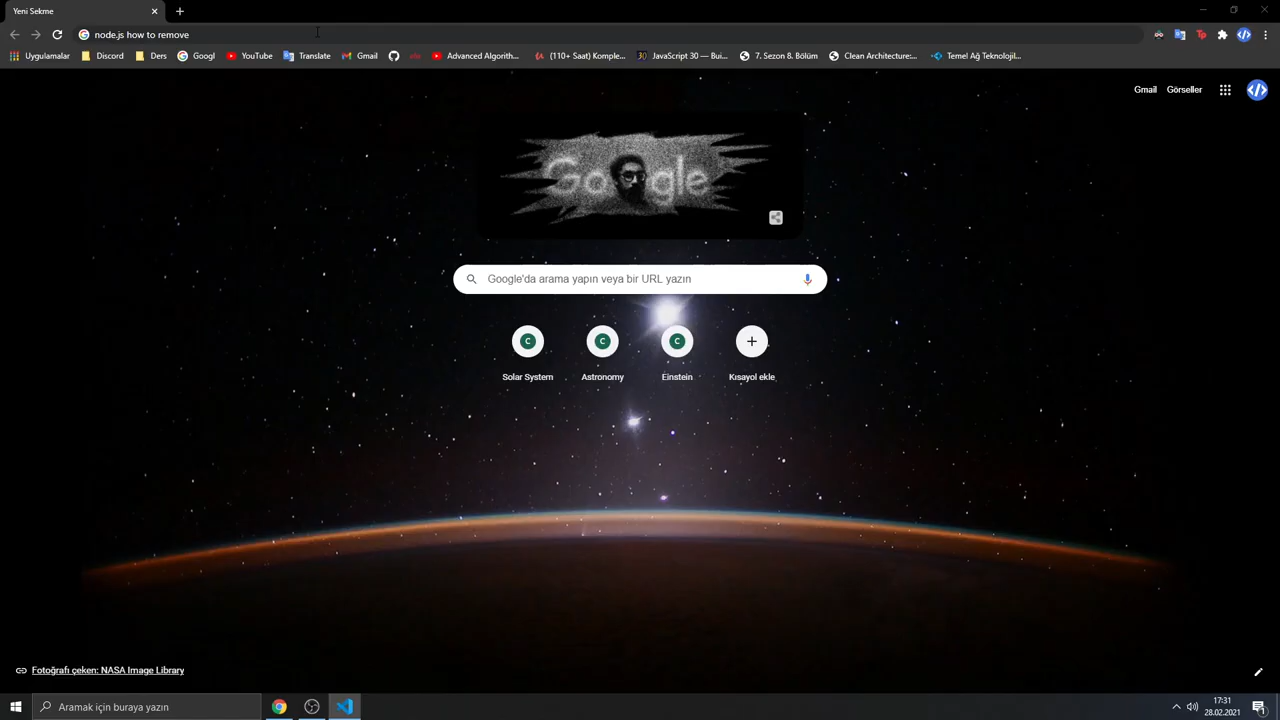 Yeni Sekme
node.js how to remove
Uygulamalar Discord Ders Googl YouTube Translate Gmail Advanced Algorith... (110+ Saat) Komple... JavaScript 30 — Bui... 7. Sezon 8. Bölüm Clean Architecture:... Temel Ağ Teknolojil...
Gmail Görseller
Google
Google'da arama yapın veya bir URL yazın
C C C
Solar System Astronomy Einstein Kısayol ekle
Fotoğrafı çeken: NASA Image Library
Aramak için buraya yazın
17:31
28.02.2021